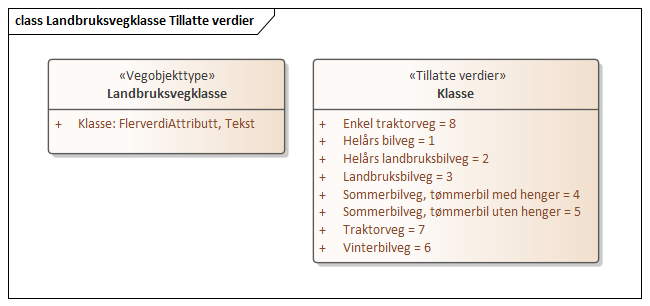 class Landbruksvegklasse Tillatte verdier
«Vegobjekttype»
Landbruksvegklasse
+ Klasse: FlerverdiAttributt, Tekst
«Tillatte verdier»
Klasse
+ Enkel traktorveg = 8
+ Helårs bilveg = 1
+ Helårs landbruksbilveg = 2
+ Landbruksbilveg = 3
+ Sommerbilveg, tømmerbil med henger = 4
+ Sommerbilveg, tømmerbil uten henger = 5
+ Traktorveg = 7
+ Vinterbilveg = 6